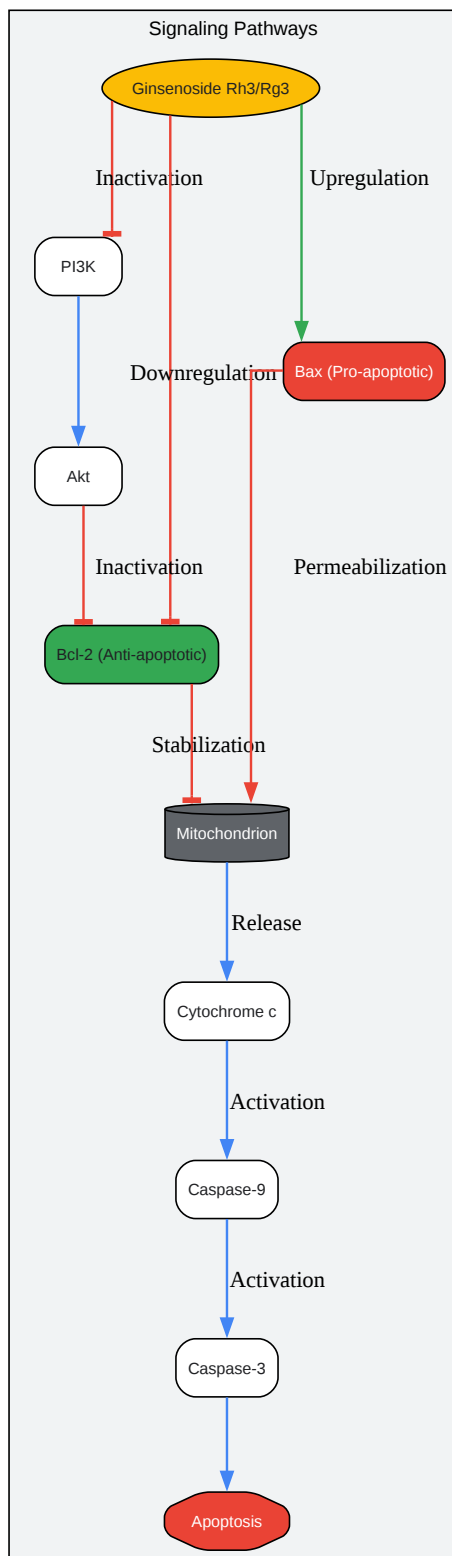 Signaling Pathways
Ginsenoside Rh3/Rg3
Inactivation
Upregulation
PI3K
Downregulation
Bax (Pro-apoptotic)
Akt
Inactivation
Permeabilization
Bcl-2 (Anti-apoptotic)
Stabilization
Mitochondrion
Release
Cytochrome c
Activation
Caspase-9
Activation
Caspase-3
Apoptosis